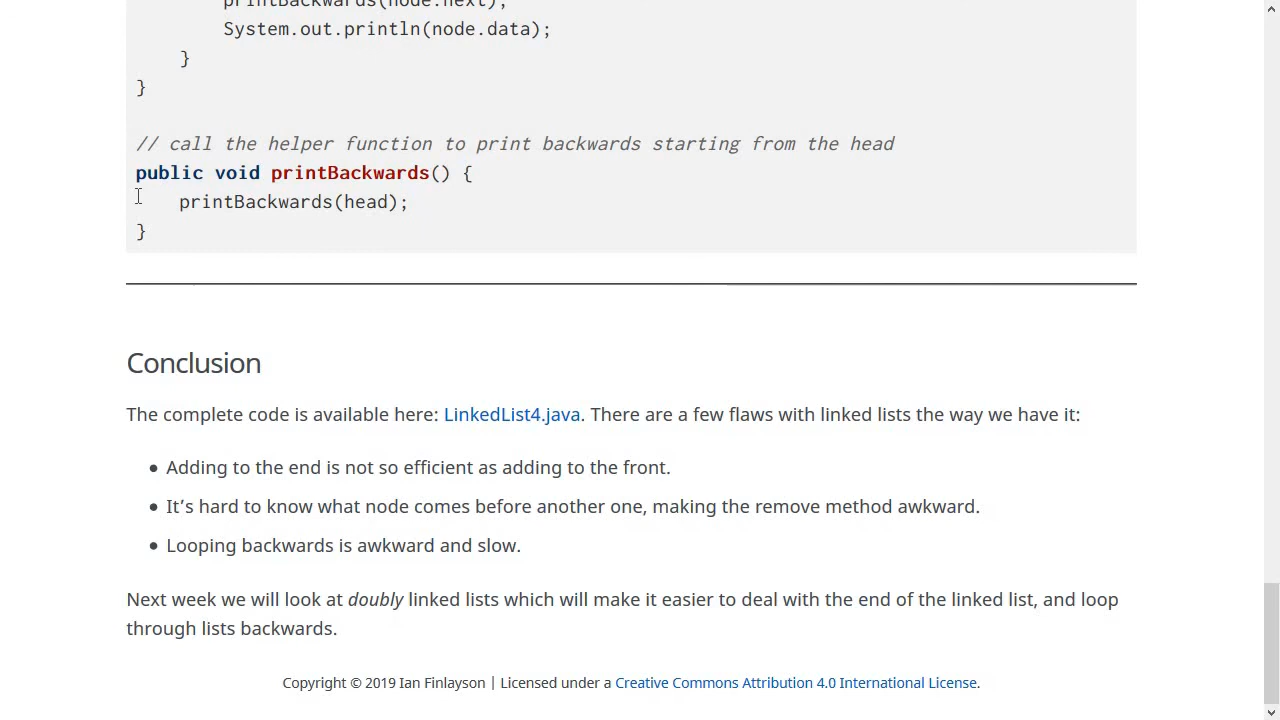 printBackwards(node.next);
System.out.println(node.data);
}
}
// call the helper function to print backwards starting from the head
public void printBackwards() {
printBackwards(head);
}
Conclusion
The complete code is available here: LinkedList4.java. There are a few flaws with linked lists the way we have it:
• Adding to the end is not so efficient as adding to the front.
• It’s hard to know what node comes before another one, making the remove method awkward.
• Looping backwards is awkward and slow.
Next week we will look at doubly linked lists which will make it easier to deal with the end of the linked list, and loop
through lists backwards.
Copyright © 2019 Ian Finlayson | Licensed under a Creative Commons Attribution 4.0 International License.